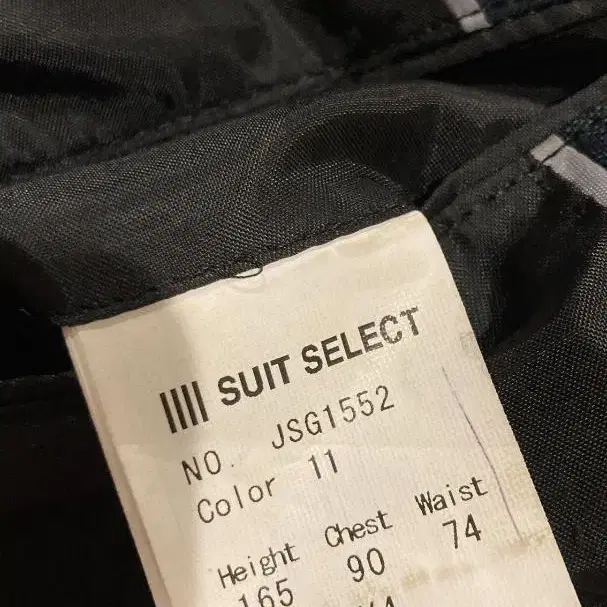 SUIT SELECT
NO. JSG1552
Color 11
Height Chest Waist
165 90 74